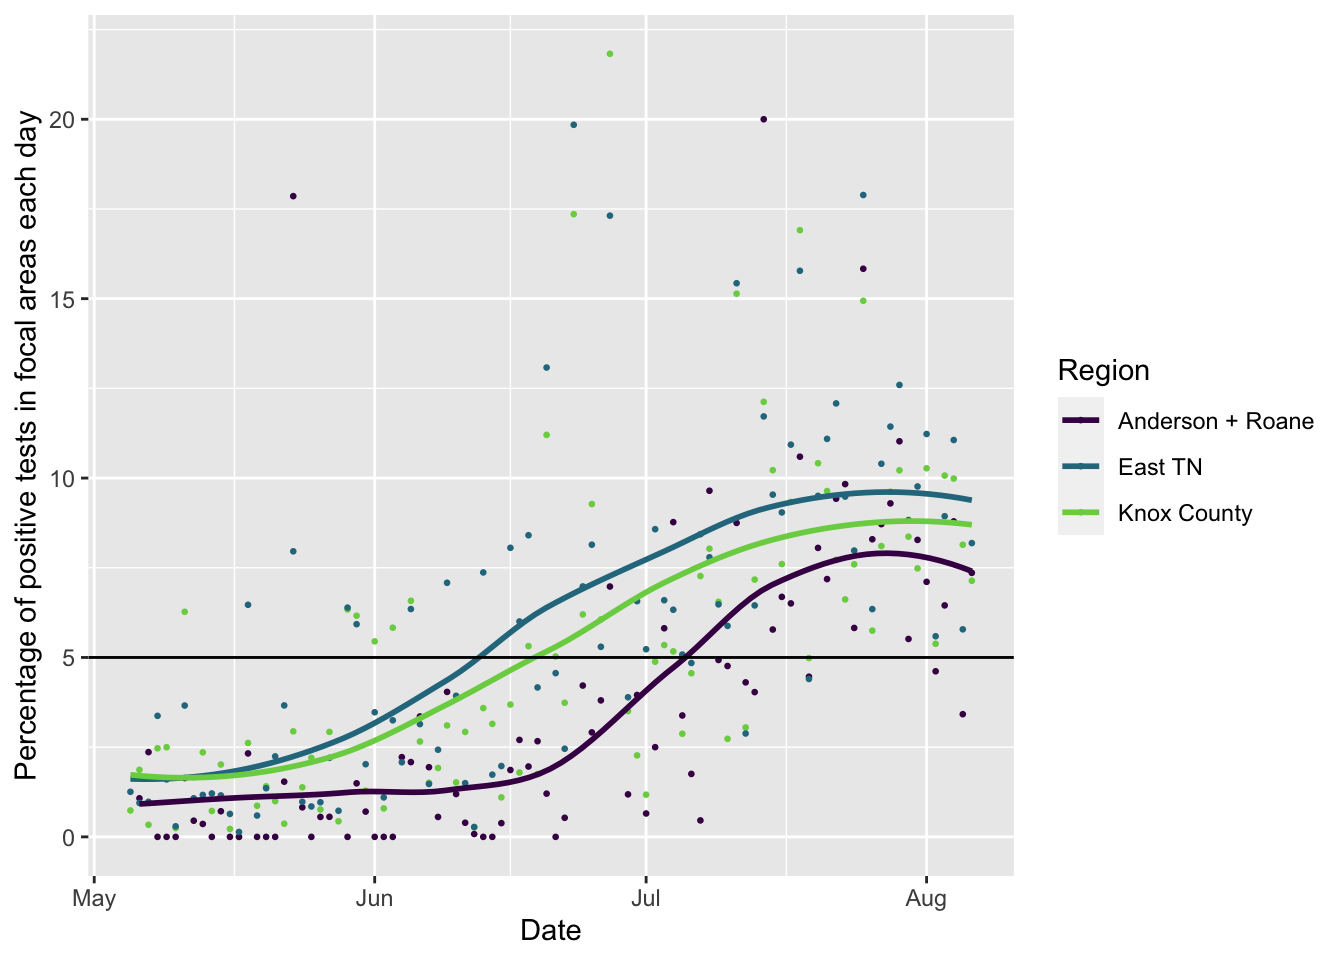 Percentage of positive tests in focal areas each day
20
15
10
5
0
May
Jun
Jul
Aug
Date
Region
Anderson + Roane
East TN
Knox County